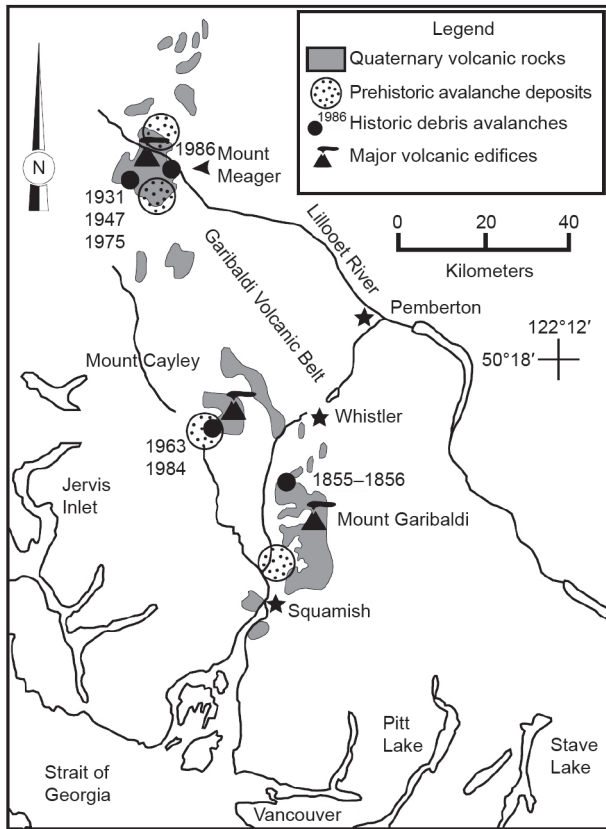 Legend
Quaternary volcanic rocks
Prehistoric avalanche deposits
1986 Historic debris avalanches
Major volcanic edifices
N
1986
Mount
Meager
1931
1947
1975
0 20 40
Kilometers
Lillooet River
Garibaldi Volcanic Belt
Pemberton
122°12′
50°18′
Mount Cayley
Whistler
1963
1984
1855–1856
Jervis
Inlet
Mount Garibaldi
Squamish
Pitt
Lake
Stave
Lake
Strait of
Georgia
Vancouver